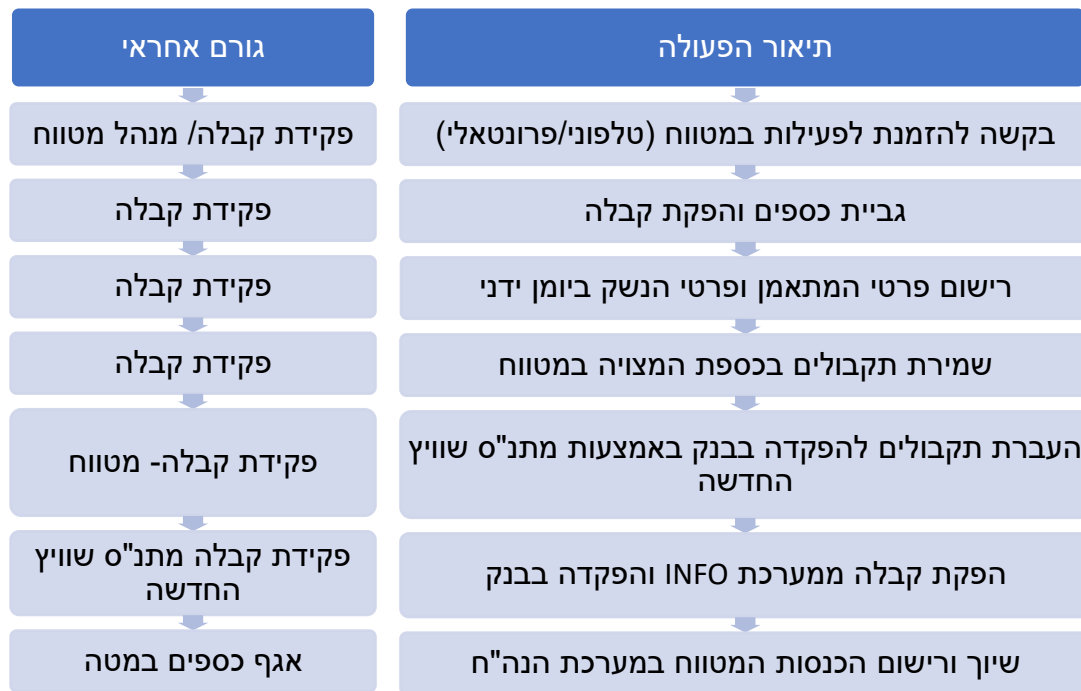 תיאור הפעולה
גורם אחראי
בקשה להזמנת לפעילות במטווח (טלפוני/פרונטאלי)
פקידת קבלה/ מנהל מטווח
גביית כספים והפקת קבלה
פקידת קבלה
רישום פרטי המתאמן ופרטי הנשק ביומן ידני
פקידת קבלה
שמירת תקבולים בכספת המצויה במטווח
פקידת קבלה
העברת תקבולים להפקדה בבנק באמצעות מתנ"ס שוויץ
החדשה
פקידת קבלה- מטווח
הפקת קבלה ממערכת INFO והפקדה בבנק
פקידת קבלה מתנ"ס שוויץ
החדשה
שיוך ורישום הכנסות המטווח במערכת הנה"ח
אגף כספים במטה